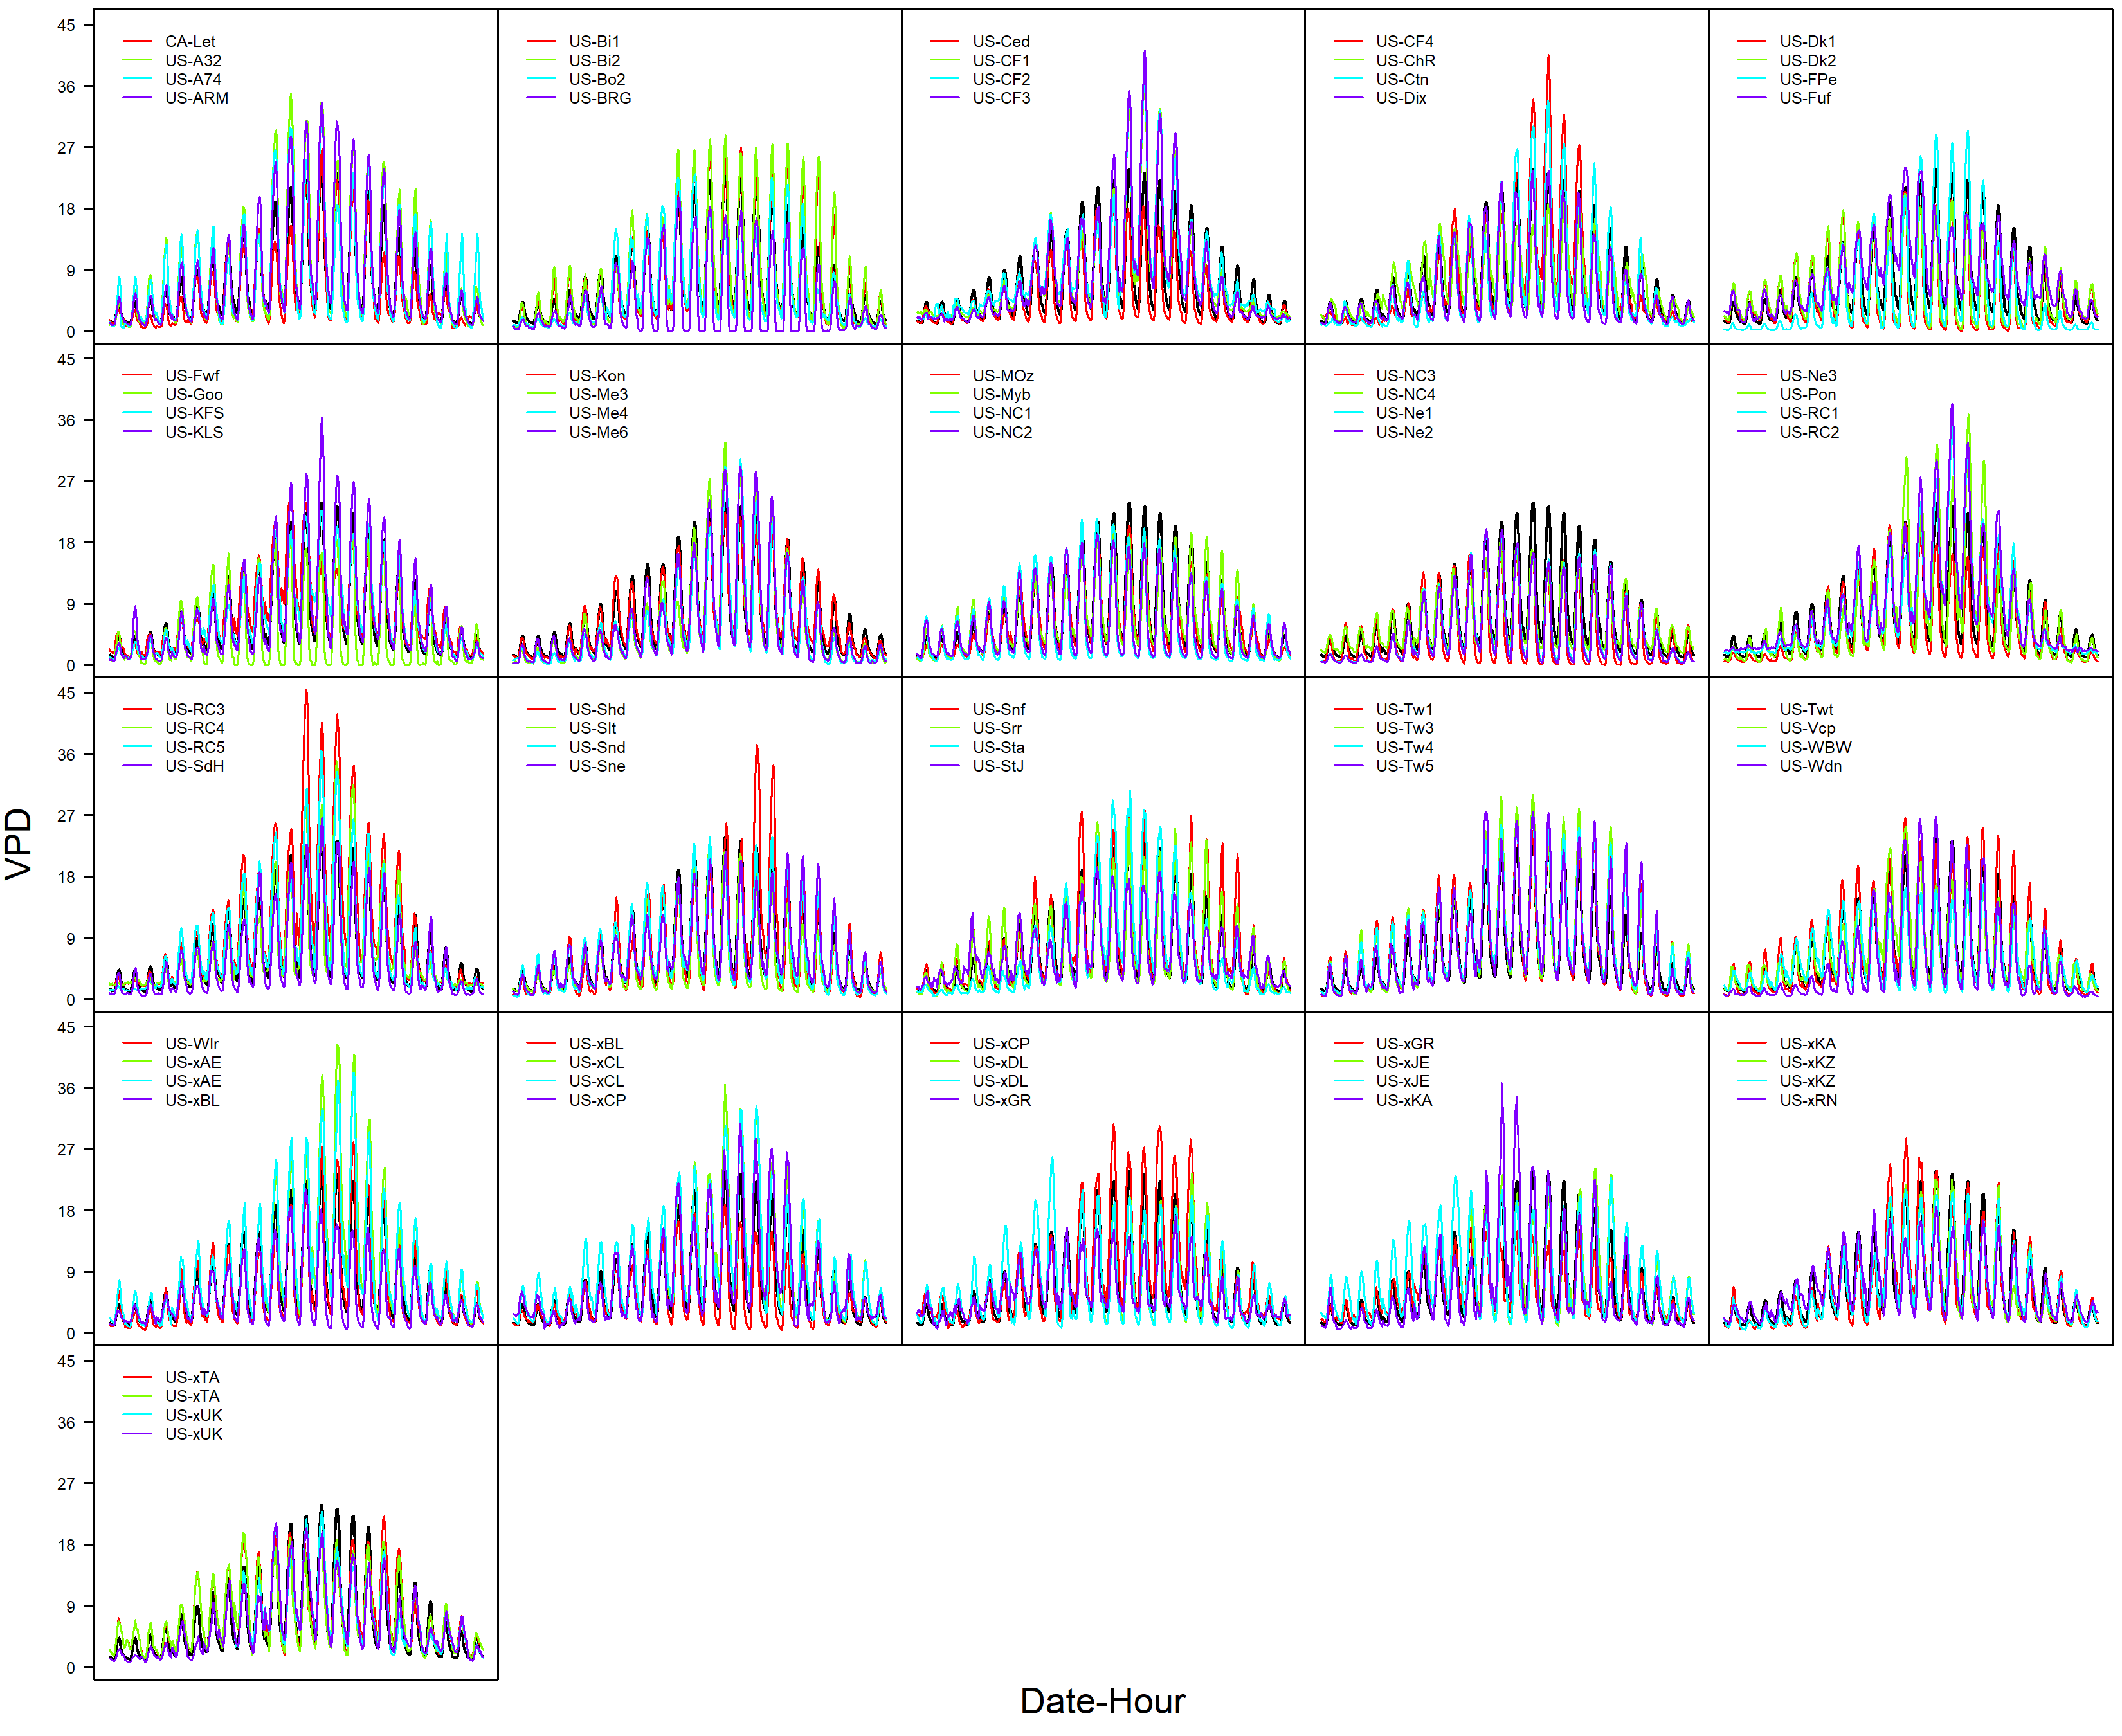 VPD
45
36
27
18
9
0
CA-Let
US-A32
US-A74
US-ARM
US-Bi1
US-Bi2
US-Bo2
US-BRG
US-Ced
US-CF1
US-CF2
US-CF3
US-CF4
US-ChR
US-Ctn
US-Dix
US-Dk1
US-Dk2
US-FPe
US-Fuf
45
36
27
18
9
0
US-Fwf
US-Goo
US-KFS
US-KLS
US-Kon
US-Me3
US-Me4
US-Me6
US-MOz
US-Myb
US-NC1
US-NC2
US-NC3
US-NC4
US-Ne1
US-Ne2
US-Ne3
US-Pon
US-RC1
US-RC2
45
36
27
18
9
0
US-RC3
US-RC4
US-RC5
US-SdH
US-Shd
US-Slt
US-Snd
US-Sne
US-Snf
US-Srr
US-Sta
US-StJ
US-Tw1
US-Tw3
US-Tw4
US-Tw5
US-Twt
US-Vcp
US-WBW
US-Wdn
45
36
27
18
9
0
US-Wlr
US-xAE
US-xAE
US-xBL
US-xBL
US-xCL
US-xCL
US-xCP
US-xCP
US-xDL
US-xDL
US-xGR
US-xGR
US-xJE
US-xJE
US-xKA
US-xKA
US-xKZ
US-xKZ
US-xRN
45
36
27
18
9
0
US-xTA
US-xTA
US-xUK
US-xUK
Date-Hour